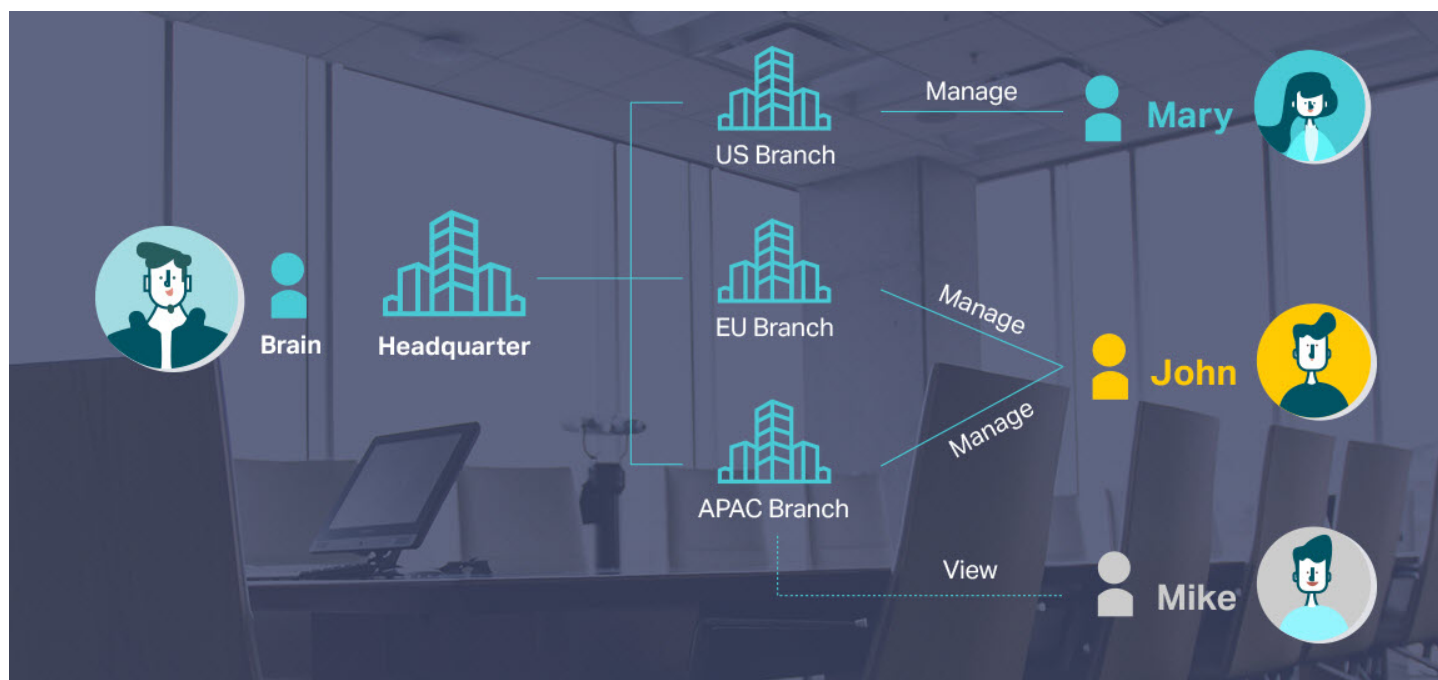 Manage
Mary
US Branch
Brain
Headquarter
EU Branch
Manage
John
Manage
APAC Branch
View
Mike